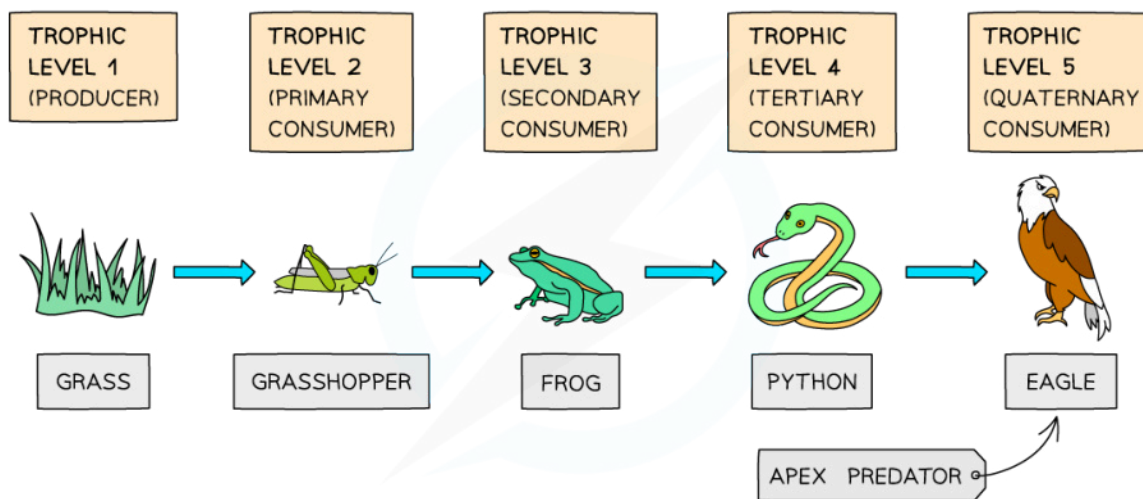 TROPHIC
LEVEL 1
(PRODUCER)
TROPHIC
LEVEL 2
(PRIMARY
CONSUMER)
TROPHIC
LEVEL 3
(SECONDARY
CONSUMER)
TROPHIC
LEVEL 4
(TERTIARY
CONSUMER)
TROPHIC
LEVEL 5
(QUATERNARY
CONSUMER)
GRASS
GRASSHOPPER
FROG
PYTHON
EAGLE
APEX PREDATOR